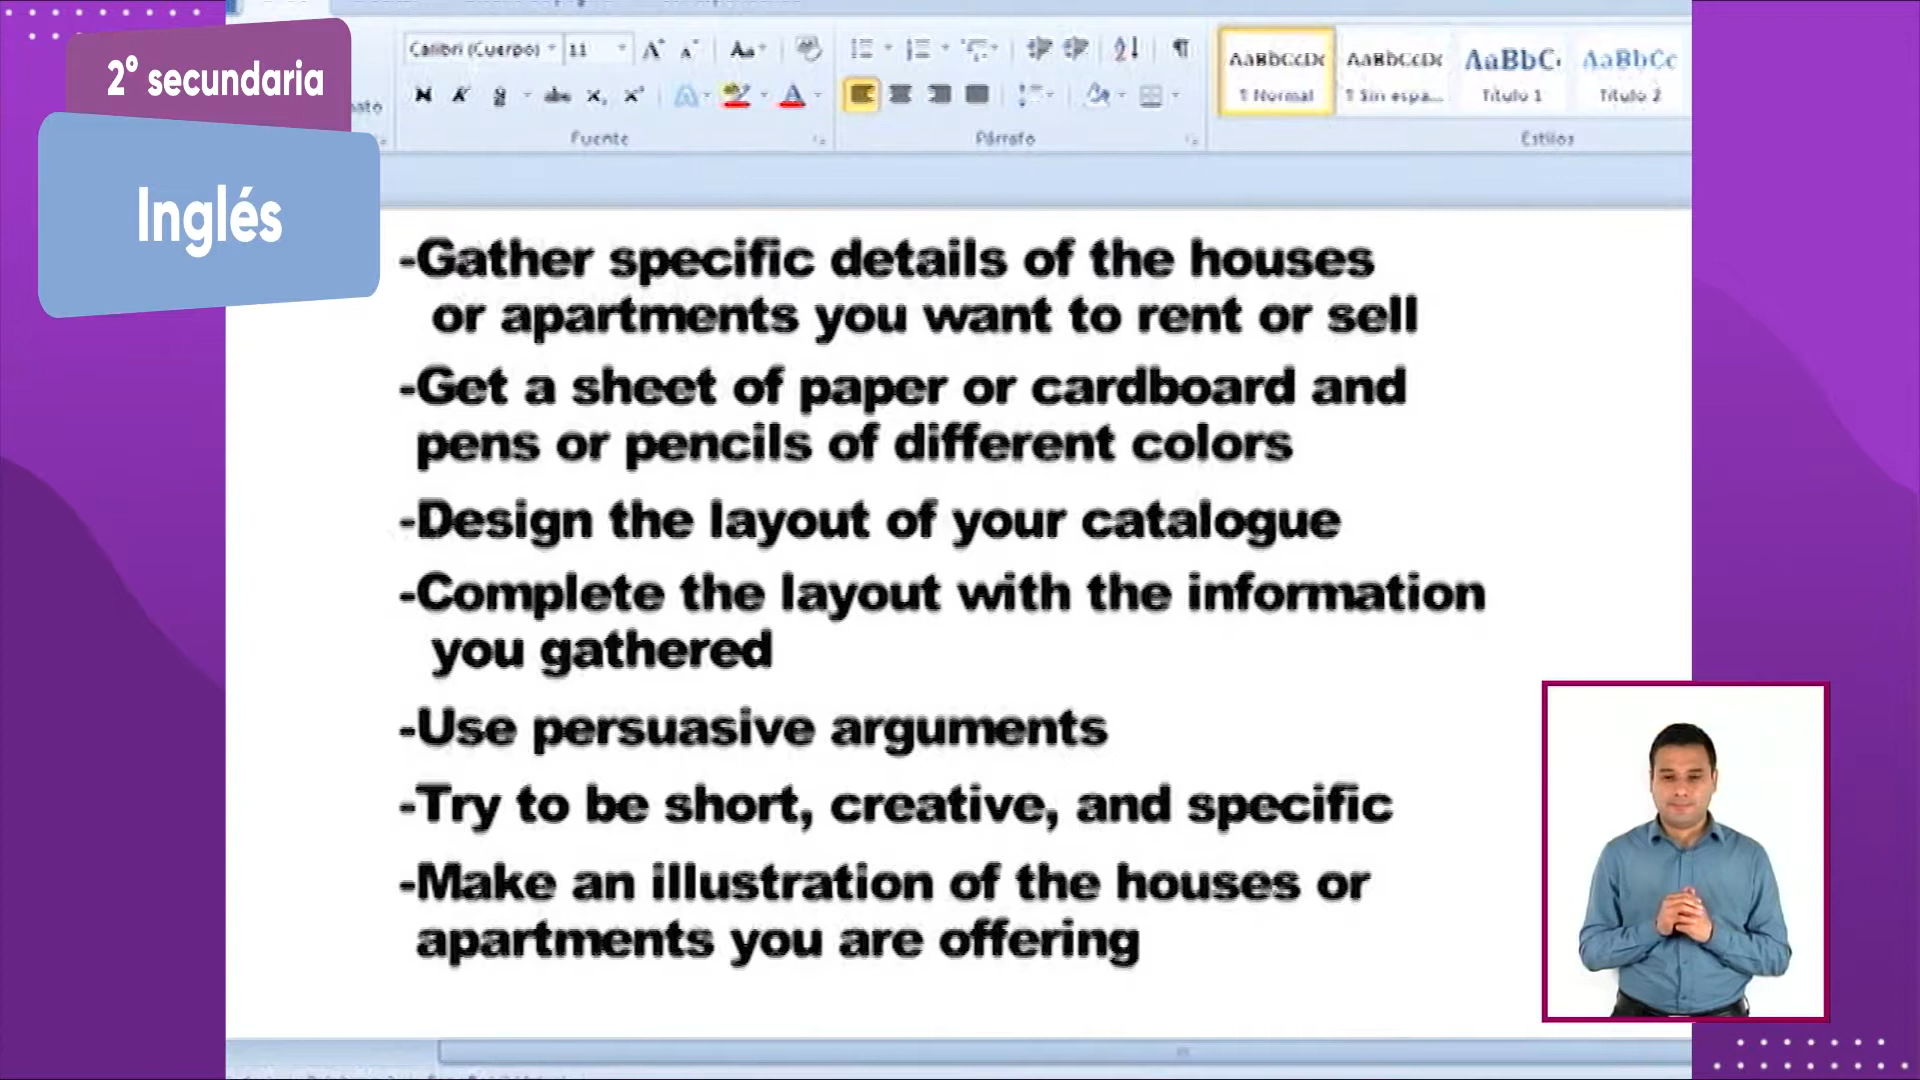 2° secundaria
Inglés
Calibri (Cuerpo)
11
Fuente
Párrafo
AaBbCcDc
¶ Normal
AaBbCcDc
¶ Sin espa...
AaBbC
Título 1
AaBbCc
Título 2
Estilos
-Gather specific details of the houses
or apartments you want to rent or sell
-Get a sheet of paper or cardboard and
pens or pencils of different colors
-Design the layout of your catalogue
-Complete the layout with the information
you gathered
-Use persuasive arguments
-Try to be short, creative, and specific
-Make an illustration of the houses or
apartments you are offering